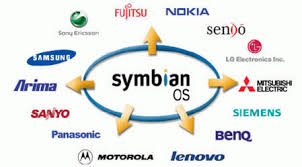 FUJITSU
NOKIA
Sony Ericsson
sendo
LG Electronics Inc.
SAMSUNG
symbian
OS
Arima
MITSUBISHI
ELECTRIC
SANYO
SIEMENS
Panasonic
BenQ
MOTOROLA
lenovo